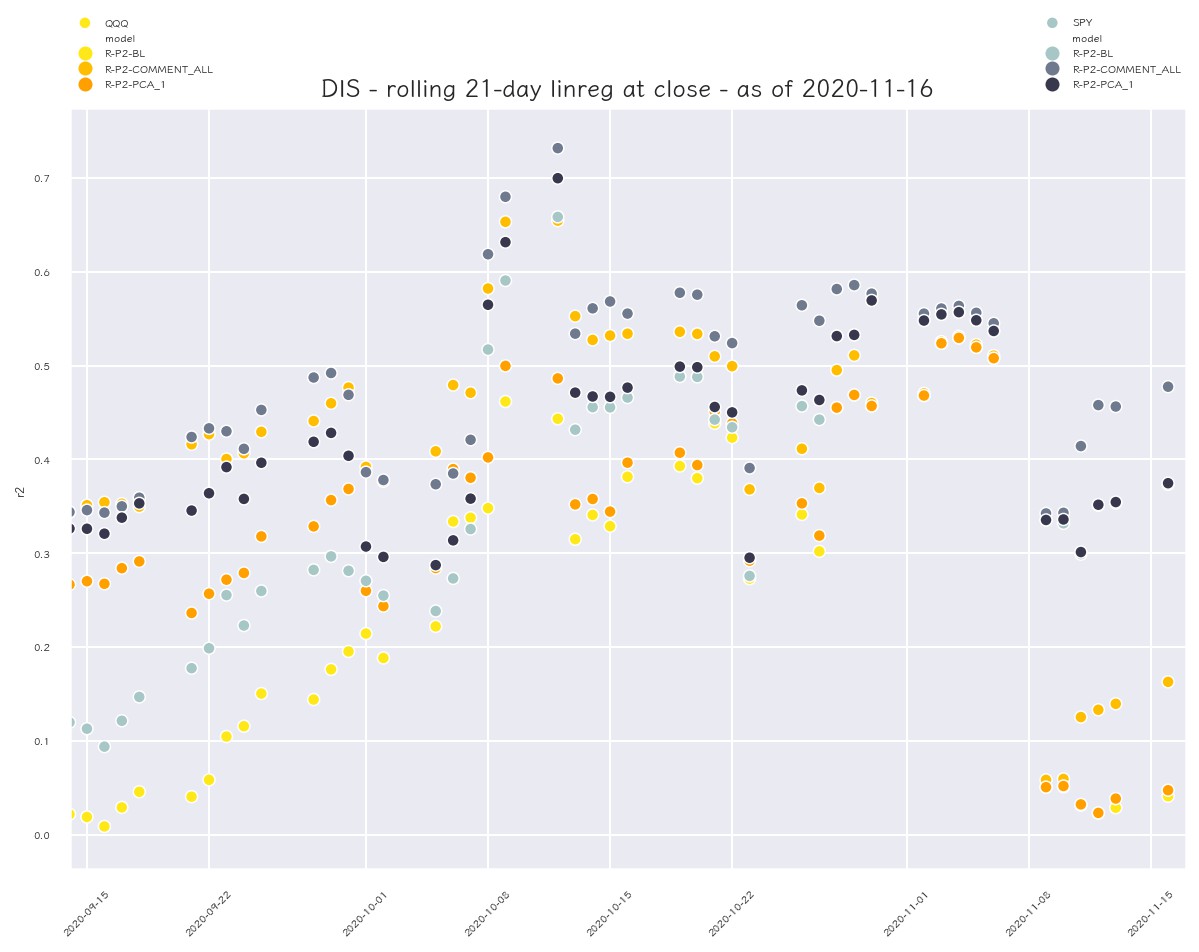 QQQ
model
R-P2-BL
R-P2-COMMENT_ALL
R-P2-PCA_1
SPY
model
R-P2-BL
R-P2-COMMENT_ALL
R-P2-PCA_1
DIS - rolling 21-day linreg at close - as of 2020-11-16
0.7
0.6
0.5
0.4
0.3
0.2
0.1
0.0
r2
2020-09-15
2020-09-22
2020-10-01
2020-10-08
2020-10-15
2020-10-22
2020-11-01
2020-11-08
2020-11-15